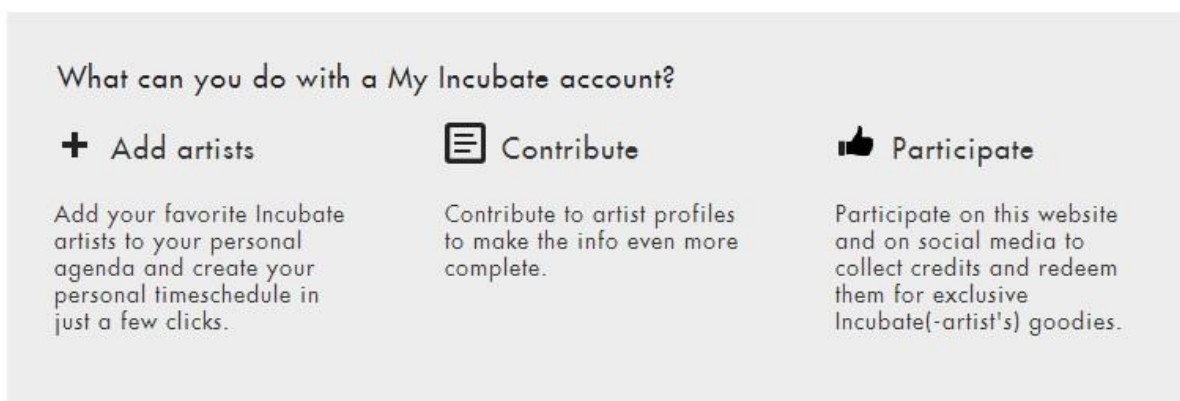 What can you do with a My Incubate account?
Add artists
Add your favorite Incubate
artists to your personal
agenda and create your
personal timeschedule in
just a few clicks.
Contribute
Contribute to artist profiles
to make the info even more
complete.
Participate
Participate on this website
and on social media to
collect credits and redeem
them for exclusive
Incubate(-artist's) goodies.